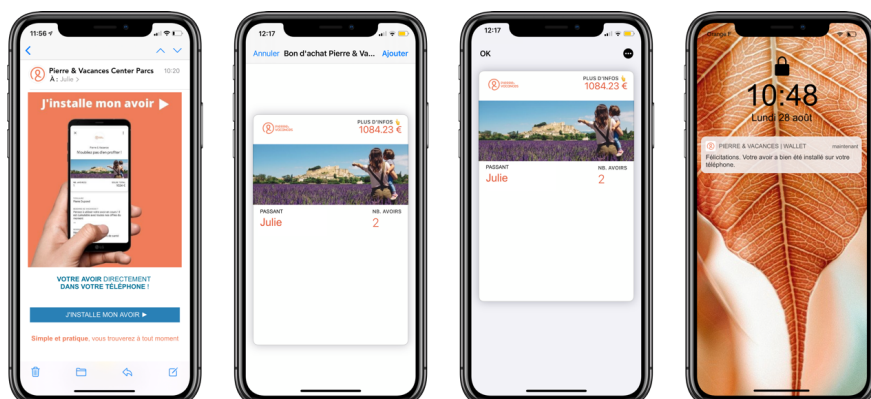 11:56
Pierre & Vacances Center Parcs 10:20
À : Julie >
J'installe mon avoir ▶
VOTRE AVOIR DIRECTEMENT
DANS VOTRE TÉLÉPHONE !
J'INSTALLE MON AVOIR ▶
Simple et pratique, vous trouverez à tout moment
12:17
Annuler Bon d'achat Pierre & Va... Ajouter
PLUS D'INFOS 👆
1084.23 €
PASSANT NB. AVOIRS
Julie 2
12:17
OK
PLUS D'INFOS 👆
1084.23 €
PASSANT NB. AVOIRS
Julie 2
Orange F
10:48
Lundi 28 août
PIERRE & VACANCES | WALLET maintenant
Félicitations. Votre avoir a bien été installé sur votre
téléphone.